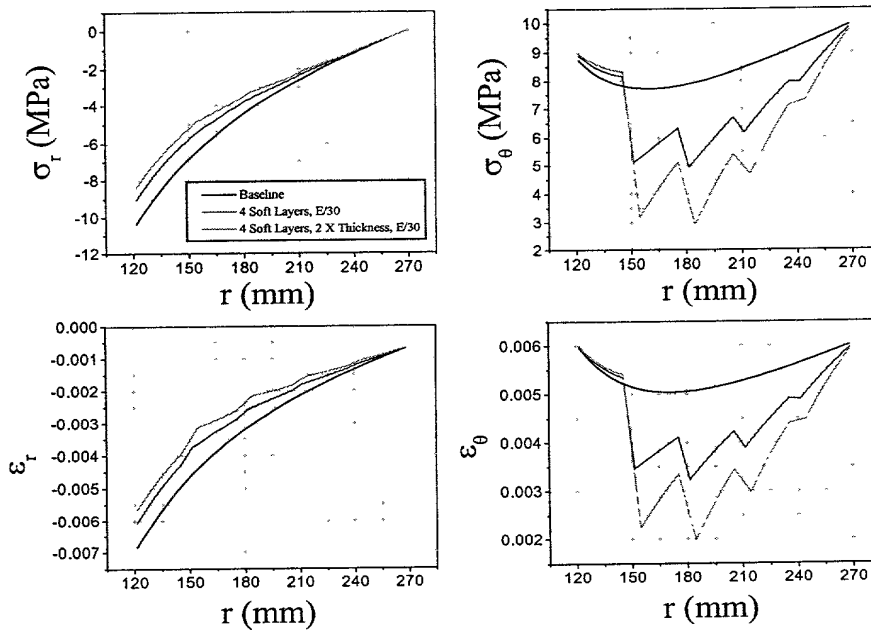 0
-2
-4
-6
-8
-10
-12
σr (MPa)
Baseline
4 Soft Layers, E/30
4 Soft Layers, 2 X Thickness, E/30
120 150 180 210 240 270
r (mm)
10
9
8
7
6
5
4
3
2
σθ (MPa)
120 150 180 210 240 270
r (mm)
0.000
-0.001
-0.002
-0.003
-0.004
-0.005
-0.006
-0.007
εr
120 150 180 210 240 270
r (mm)
0.006
0.005
0.004
0.003
0.002
εθ
120 150 180 210 240 270
r (mm)